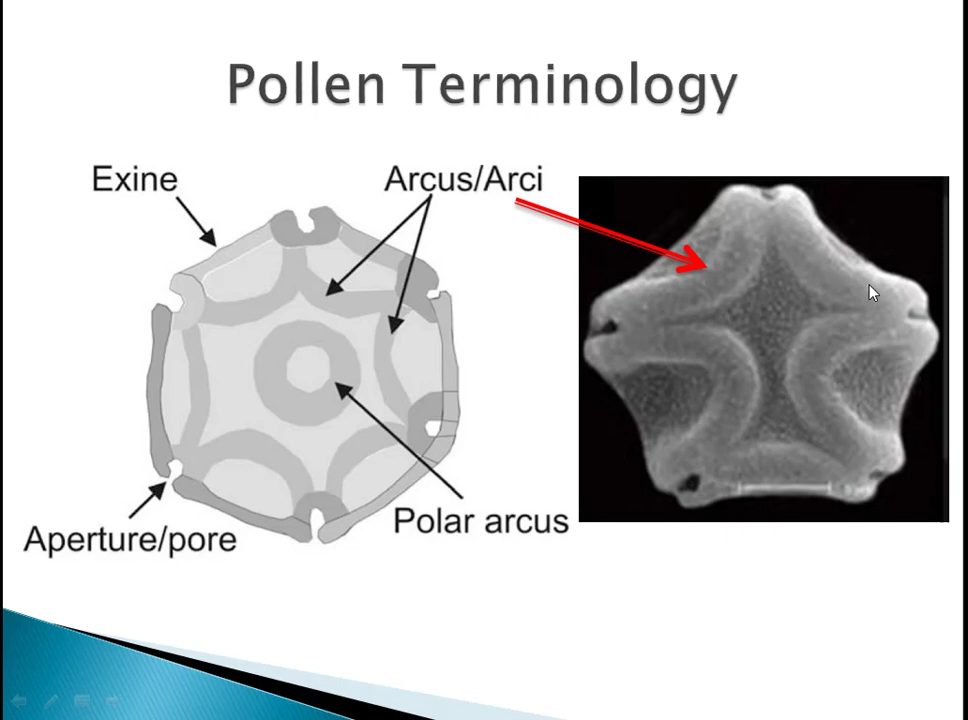 Pollen Terminology
Exine
Arcus/Arci
Polar arcus
Aperture/pore